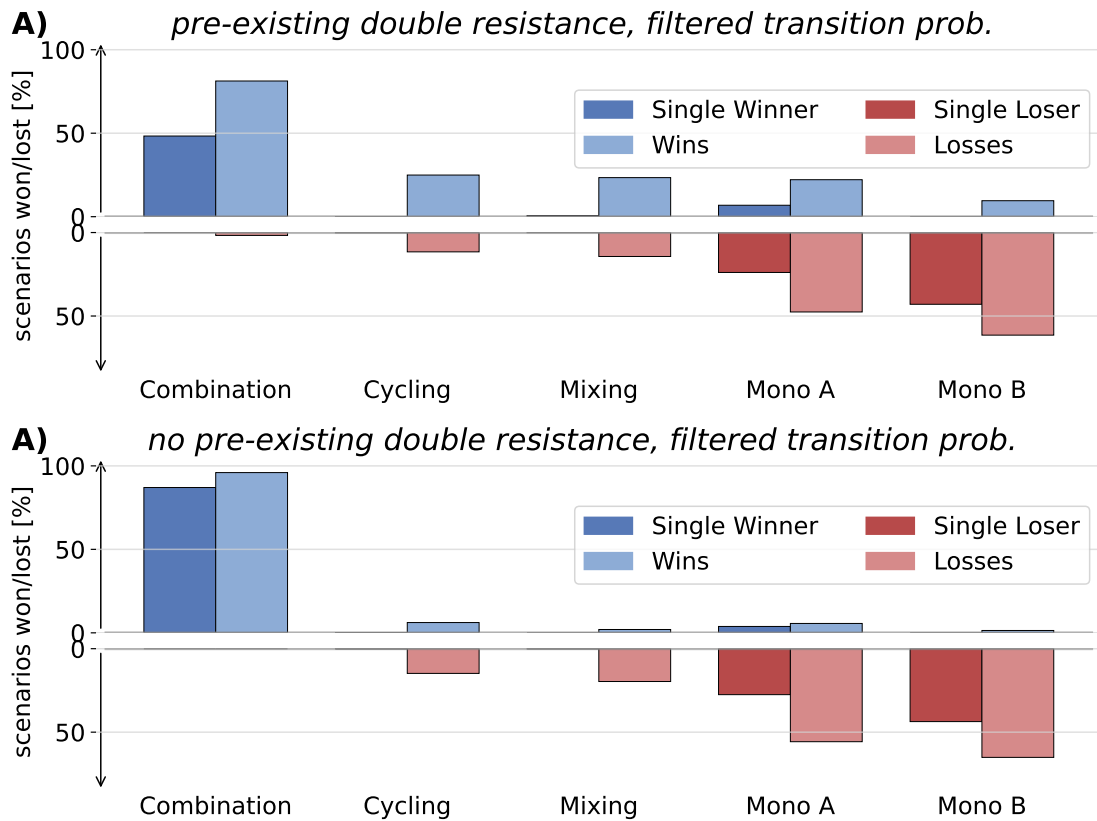 A) pre-existing double resistance, filtered transition prob.
100
50
0
0
50
scenarios won/lost [%]
Single Winner Single Loser
Wins Losses
Combination Cycling Mixing Mono A Mono B
A) no pre-existing double resistance, filtered transition prob.
100
50
0
0
50
scenarios won/lost [%]
Single Winner Single Loser
Wins Losses
Combination Cycling Mixing Mono A Mono B